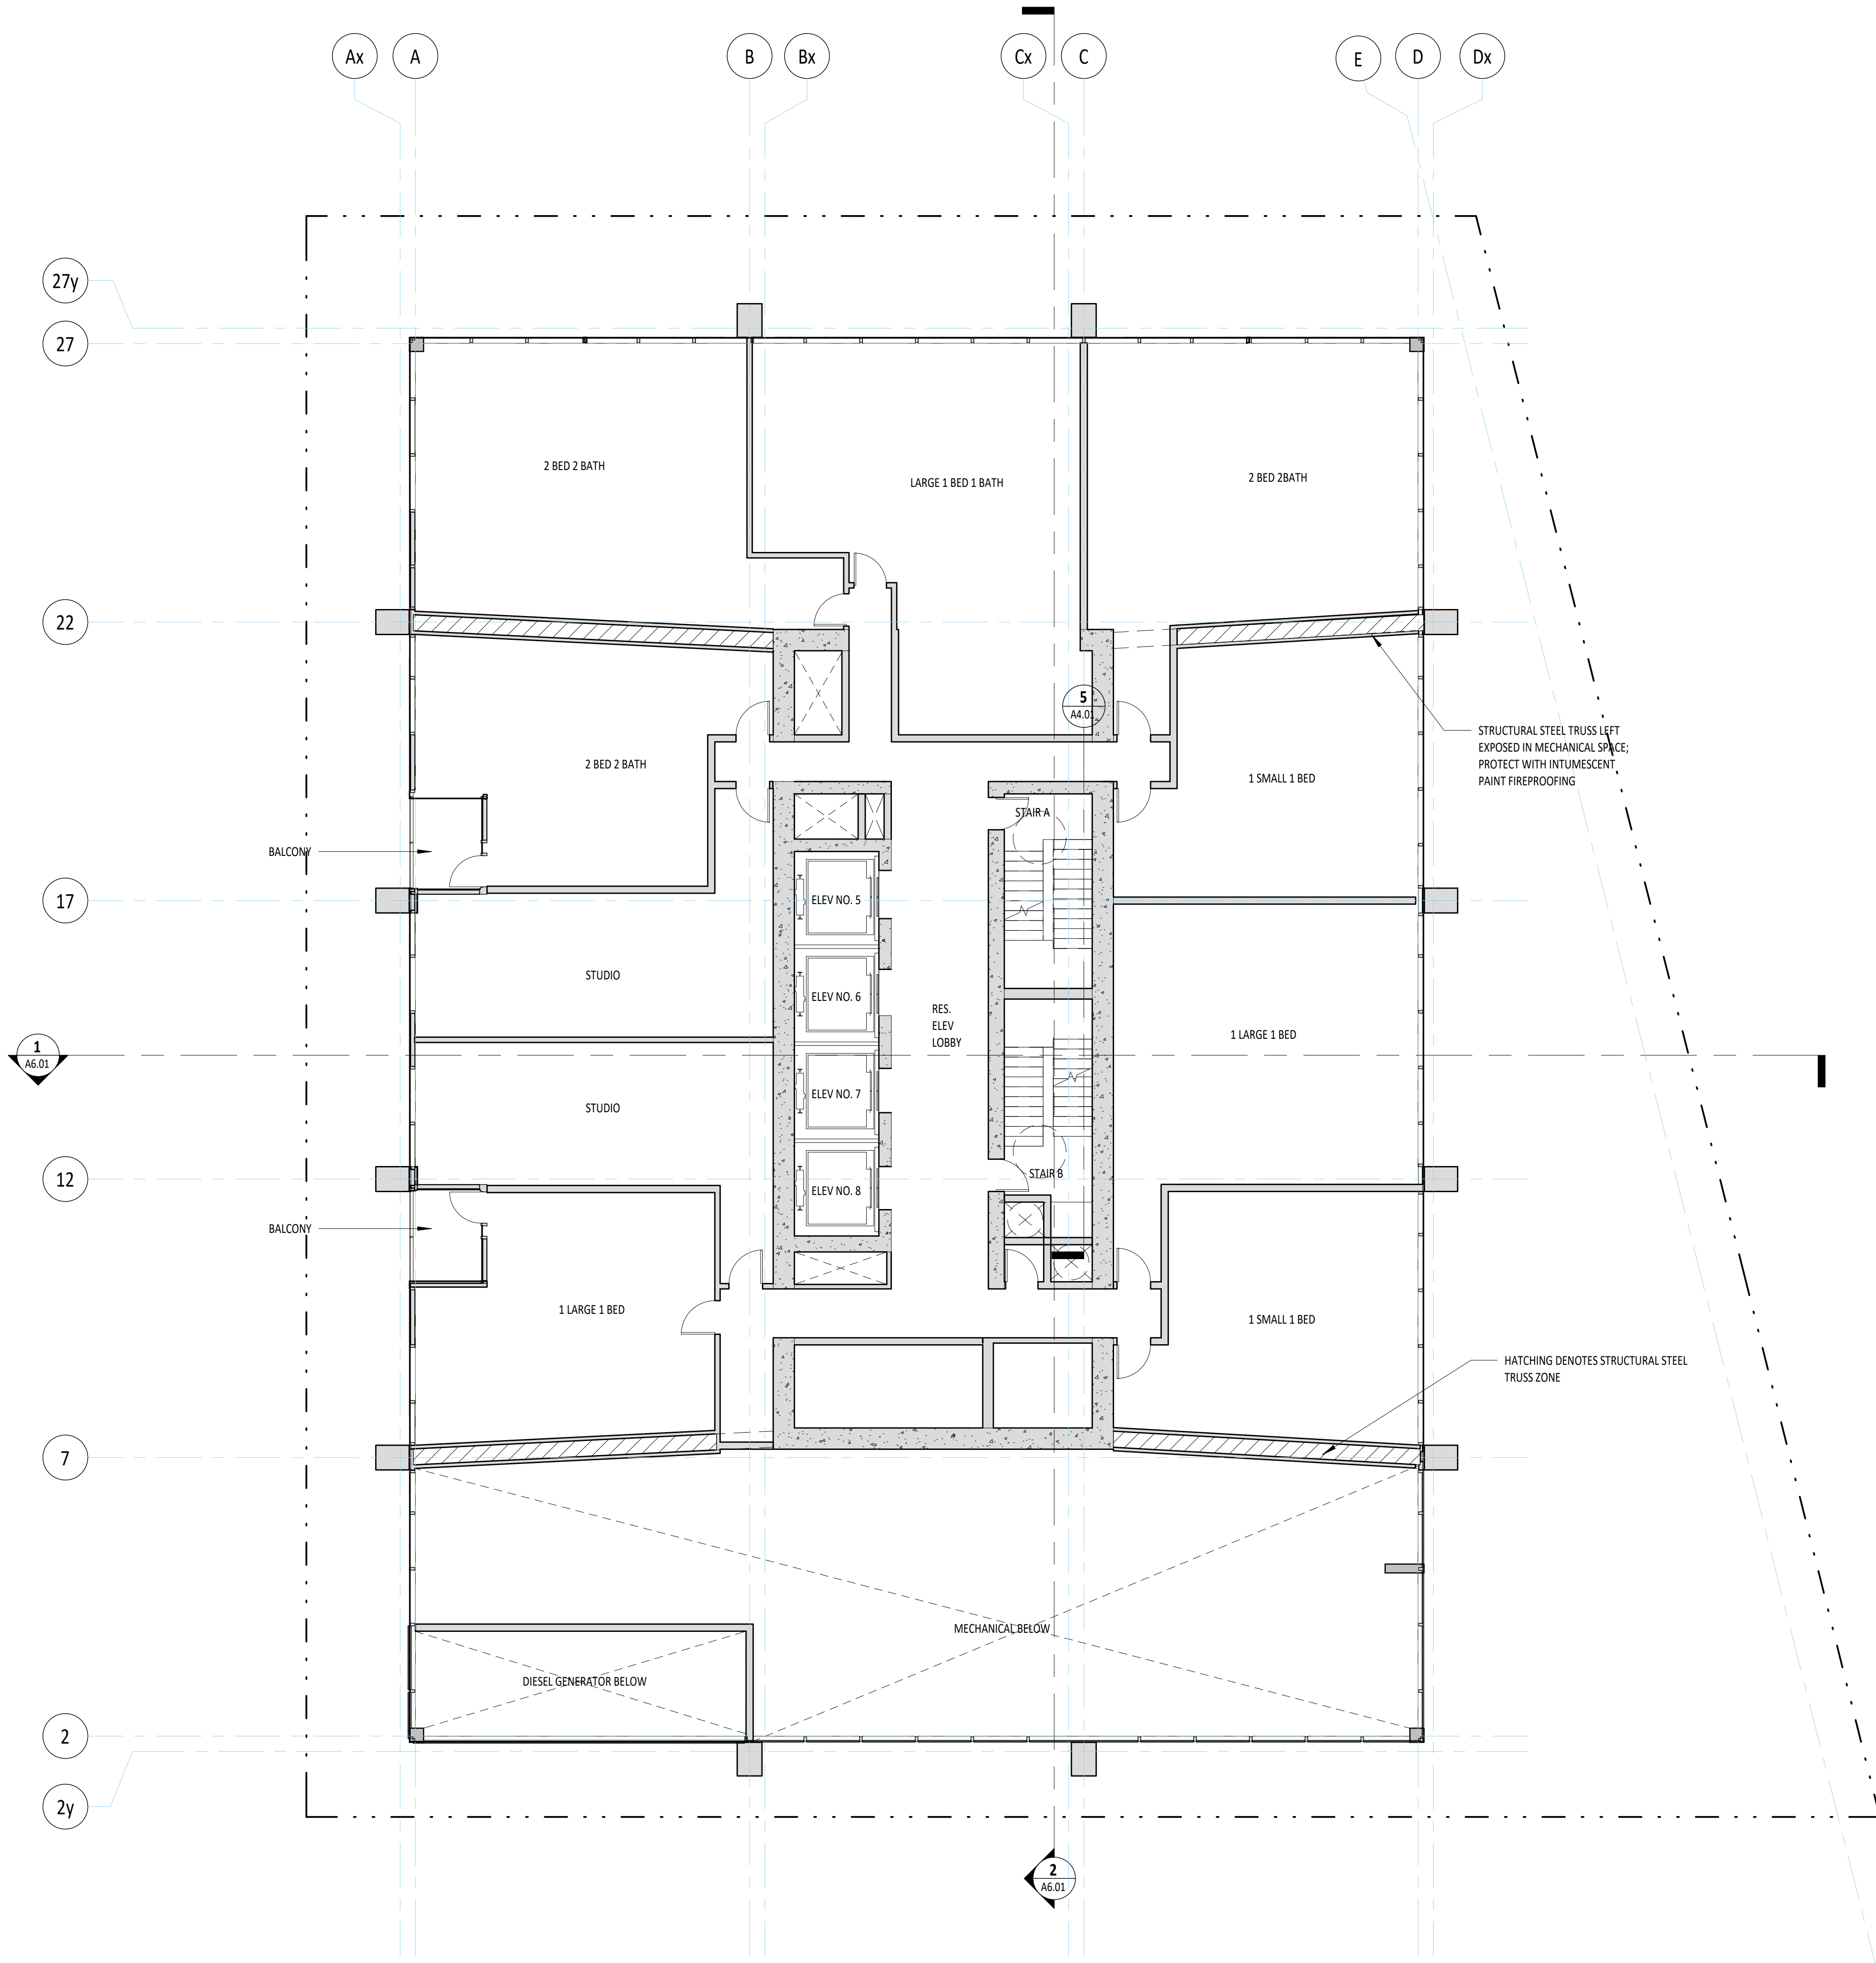 Ax
A
B
Bx
Cx
C
E
D
Dx
27y
27
2 BED 2 BATH
LARGE 1 BED 1 BATH
2 BED 2BATH
22
5
A4.01
STRUCTURAL STEEL TRUSS LEFT
EXPOSED IN MECHANICAL SPACE;
PROTECT WITH INTUMESCENT
PAINT FIREPROOFING
2 BED 2 BATH
1 SMALL 1 BED
STAIR A
BALCONY
17
ELEV NO. 5
STUDIO
ELEV NO. 6
RES.
ELEV
LOBBY
1 LARGE 1 BED
1
A6.01
STUDIO
ELEV NO. 7
12
STAIR B
ELEV NO. 8
BALCONY
1 LARGE 1 BED
1 SMALL 1 BED
HATCHING DENOTES STRUCTURAL STEEL
TRUSS ZONE
7
MECHANICAL BELOW
DIESEL GENERATOR BELOW
2
2y
2
A6.01